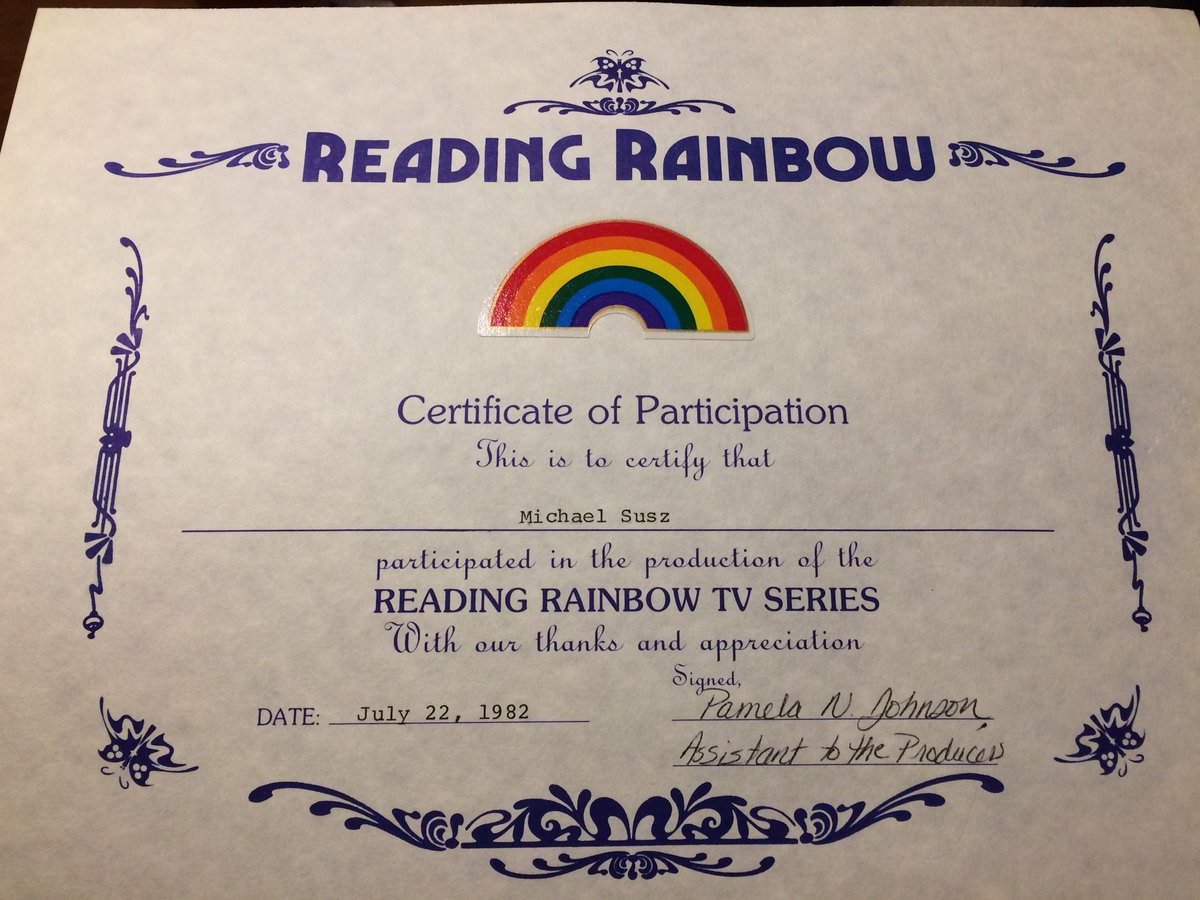 READING RAINBOW
Certificate of Participation
This is to certify that
Michael Susz
participated in the production of the
READING RAINBOW TV SERIES
With our thanks and appreciation
Signed,
DATE: July 22, 1982 Pamela N. Johnson,
Assistant to the Producers